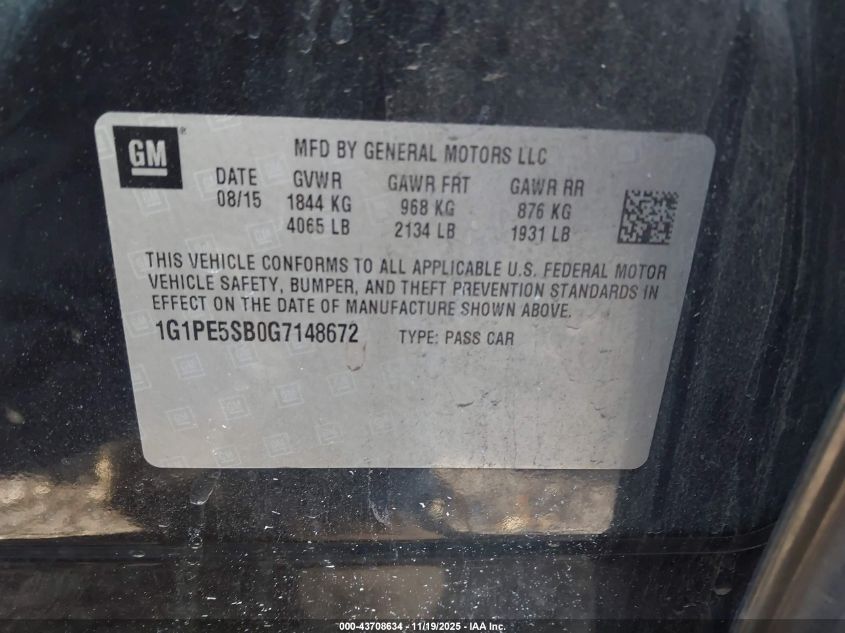 GM ®
MFD BY GENERAL MOTORS LLC
DATE GVWR GAWR FRT GAWR RR
08/15 1844 KG 968 KG 876 KG
4065 LB 2134 LB 1931 LB
THIS VEHICLE CONFORMS TO ALL APPLICABLE U.S. FEDERAL MOTOR
VEHICLE SAFETY, BUMPER, AND THEFT PREVENTION STANDARDS IN
EFFECT ON THE DATE OF MANUFACTURE SHOWN ABOVE.
1G1PE5SB0G7148672 TYPE: PASS CAR
000-43708634 - 11/19/2025 - IAA Inc.